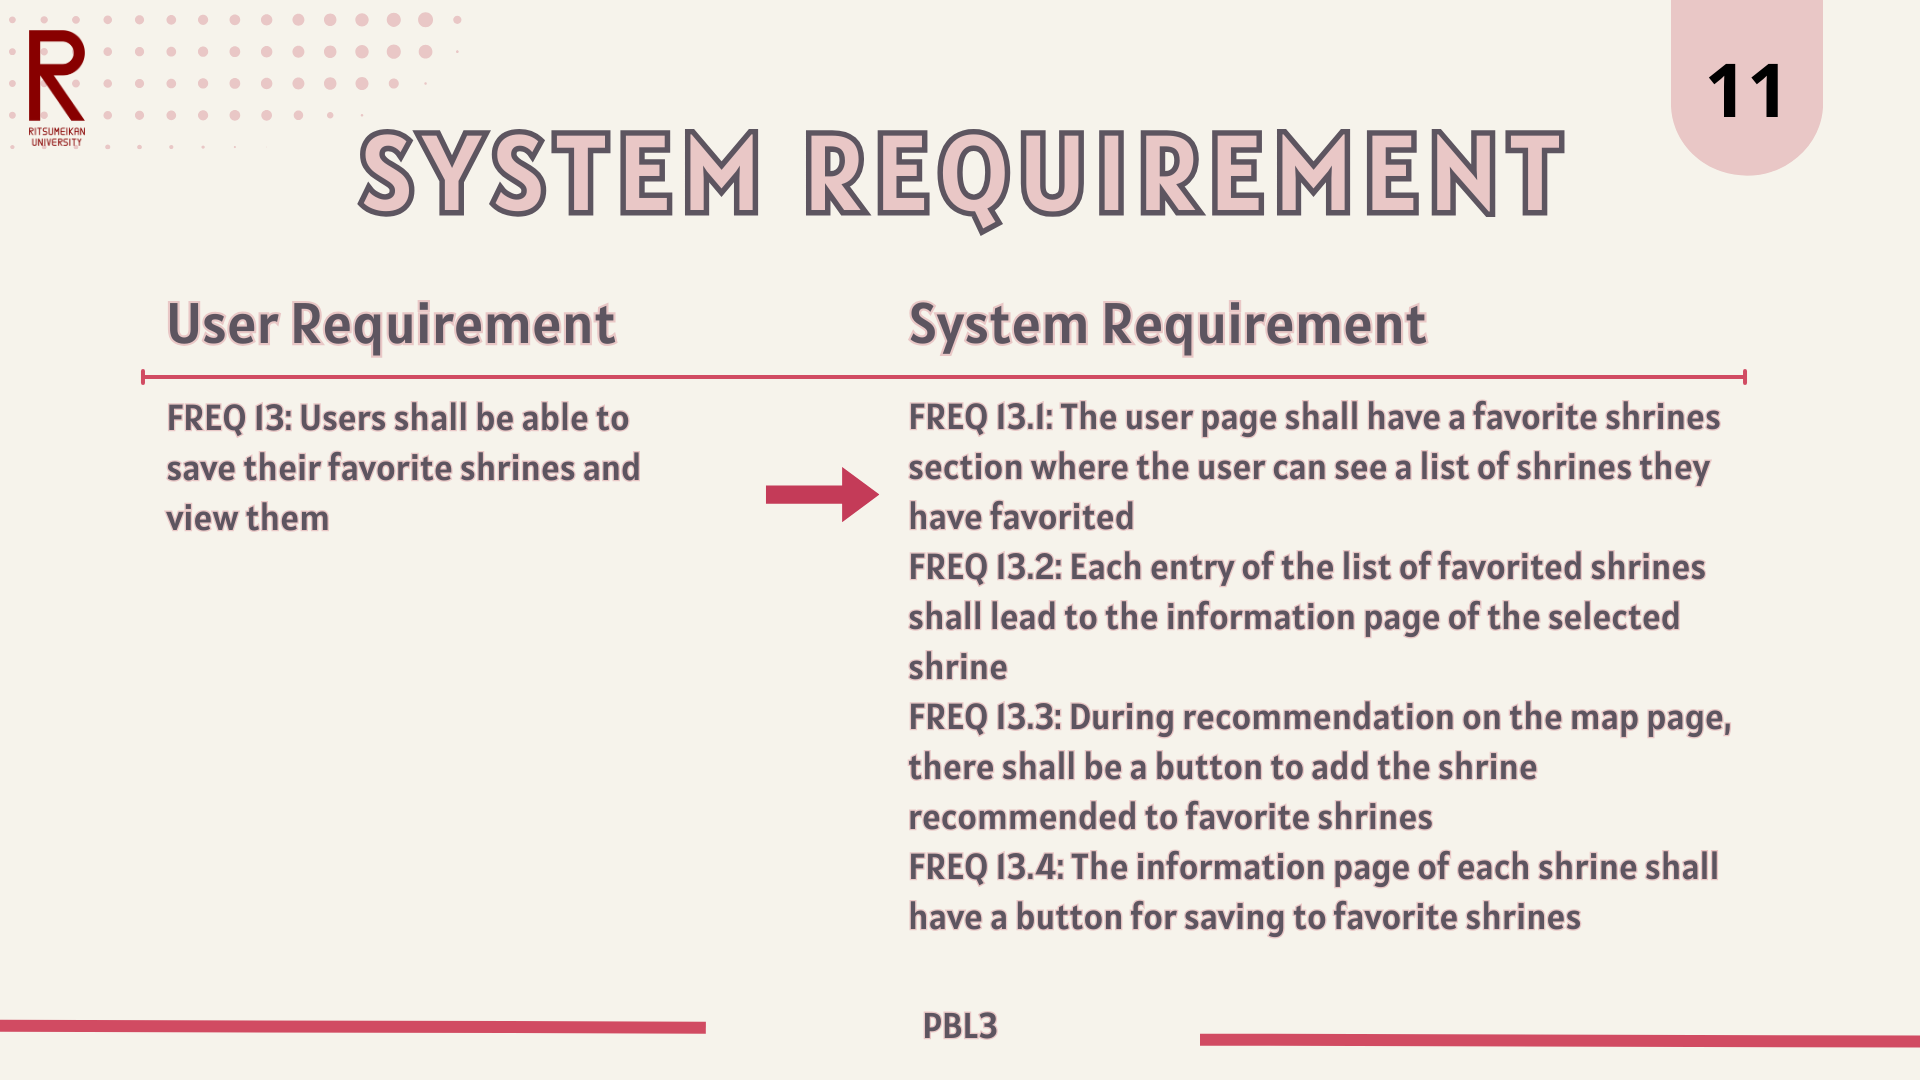 RITSUMEIKAN
UNIVERSITY
11
SYSTEM REQUIREMENT
User Requirement
FREQ 13: Users shall be able to
save their favorite shrines and
view them
System Requirement
FREQ 13.1: The user page shall have a favorite shrines
section where the user can see a list of shrines they
have favorited
FREQ 13.2: Each entry of the list of favorited shrines
shall lead to the information page of the selected
shrine
FREQ 13.3: During recommendation on the map page,
there shall be a button to add the shrine
recommended to favorite shrines
FREQ 13.4: The information page of each shrine shall
have a button for saving to favorite shrines
PBL3